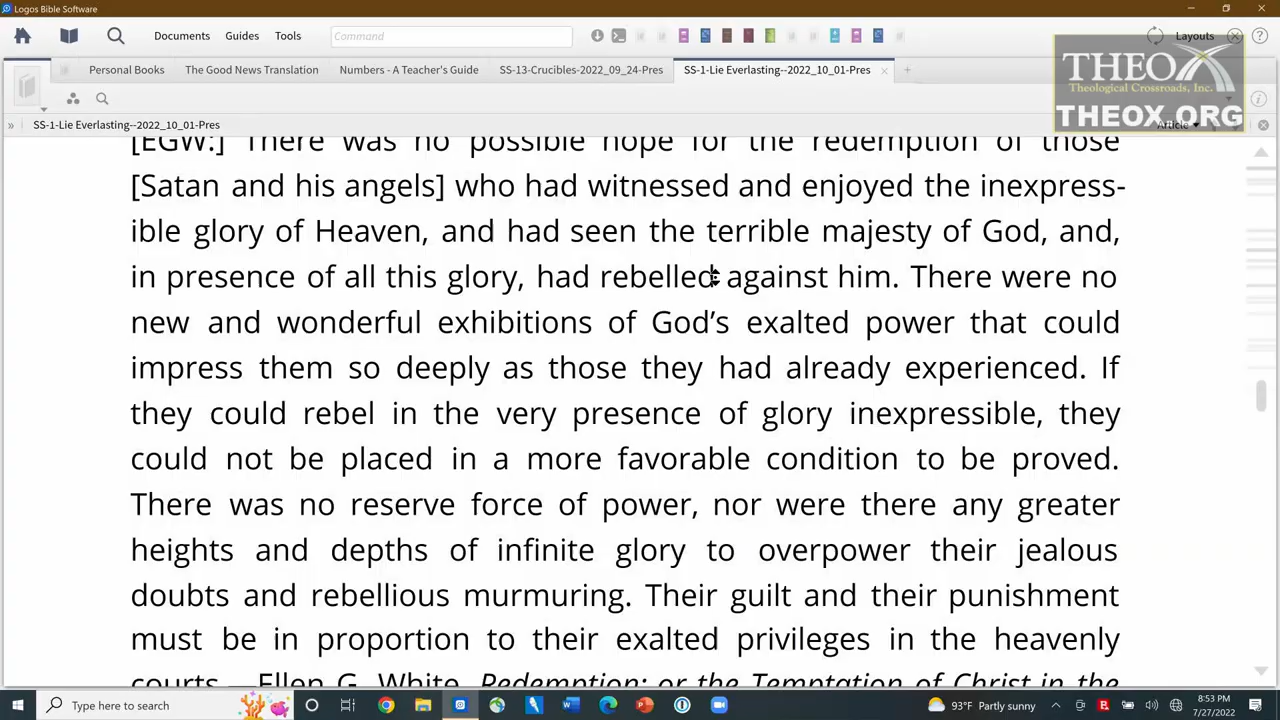 Logos Bible Software
Documents Guides Tools Command Layouts
Personal Books The Good News Translation Numbers - A Teacher's Guide SS-13-Crucibles-2022_09_24-Pres SS-1-Lie Everlasting--2022_10_01-Pres
THEOX
Theological Crossroads, Inc.
THEOX.ORG
SS-1-Lie Everlasting--2022_10_01-Pres Article
[EGW:] There was no possible hope for the redemption of those
[Satan and his angels] who had witnessed and enjoyed the inexpress-
ible glory of Heaven, and had seen the terrible majesty of God, and,
in presence of all this glory, had rebelled against him. There were no
new and wonderful exhibitions of God's exalted power that could
impress them so deeply as those they had already experienced. If
they could rebel in the very presence of glory inexpressible, they
could not be placed in a more favorable condition to be proved.
There was no reserve force of power, nor were there any greater
heights and depths of infinite glory to overpower their jealous
doubts and rebellious murmuring. Their guilt and their punishment
must be in proportion to their exalted privileges in the heavenly
courts.—Ellen G. White, Redemption: or the Temptation of Christ in the
Type here to search 93°F Partly sunny 8:53 PM
7/27/2022